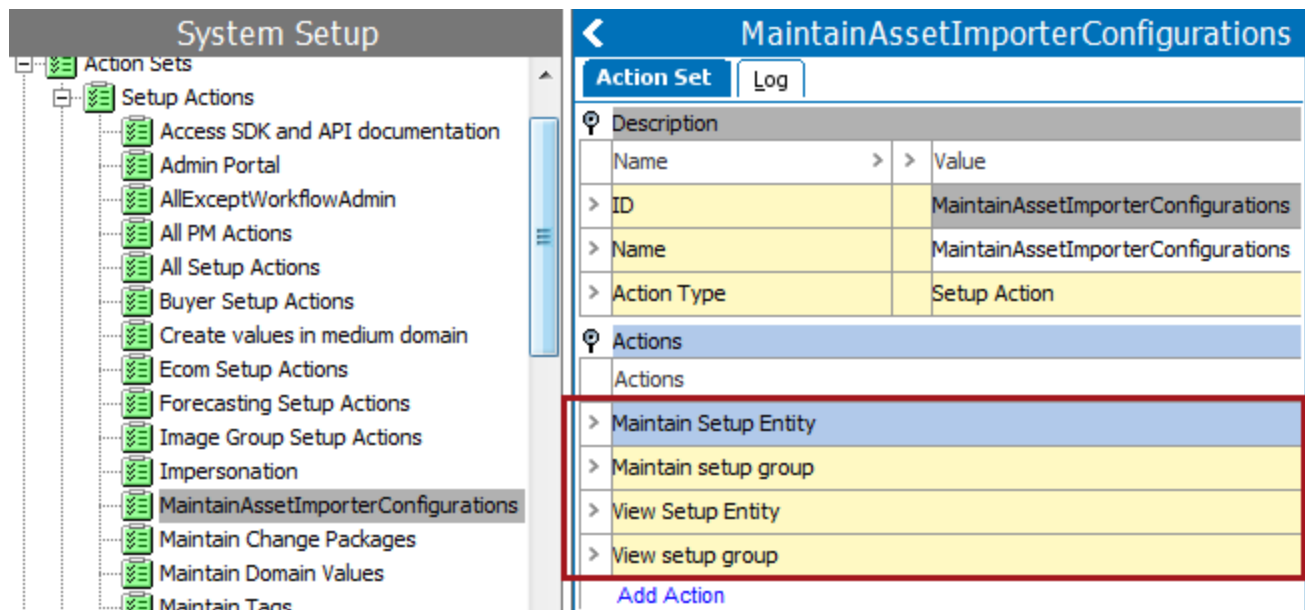 System Setup
Action Sets
Setup Actions
Access SDK and API documentation
Admin Portal
AllExceptWorkflowAdmin
All PM Actions
All Setup Actions
Buyer Setup Actions
Create values in medium domain
Ecom Setup Actions
Forecasting Setup Actions
Image Group Setup Actions
Impersonation
MaintainAssetImporterConfigurations
Maintain Change Packages
Maintain Domain Values
Maintain Tags
MaintainAssetImporterConfigurations
Action Set Log
Description
Name > > Value
> ID MaintainAssetImporterConfigurations
> Name MaintainAssetImporterConfigurations
> Action Type Setup Action
Actions
Actions
> Maintain Setup Entity
> Maintain setup group
> View Setup Entity
> View setup group
Add Action